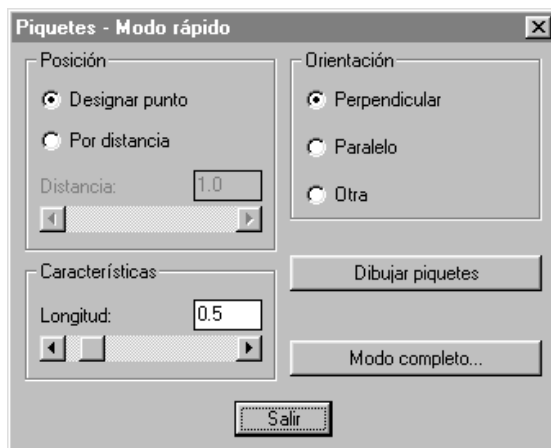 Piquetes - Modo rápido
Posición
Designar punto
Por distancia
Distancia: 1.0
Características
Longitud: 0.5
Orientación
Perpendicular
Paralelo
Otra
Dibujar piquetes
Modo completo...
Salir